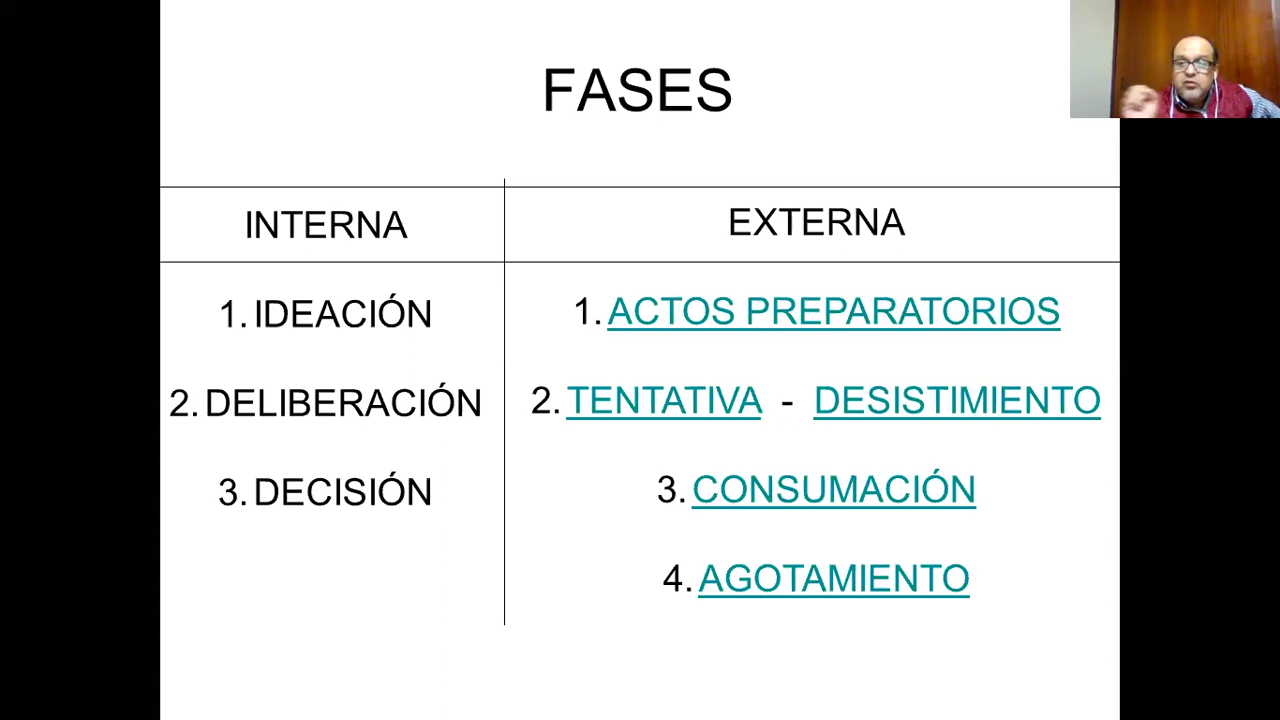 FASES
INTERNA
EXTERNA
1. IDEACIÓN
2. DELIBERACIÓN
3. DECISIÓN
1. ACTOS PREPARATORIOS
2. TENTATIVA - DESISTIMIENTO
3. CONSUMACIÓN
4. AGOTAMIENTO